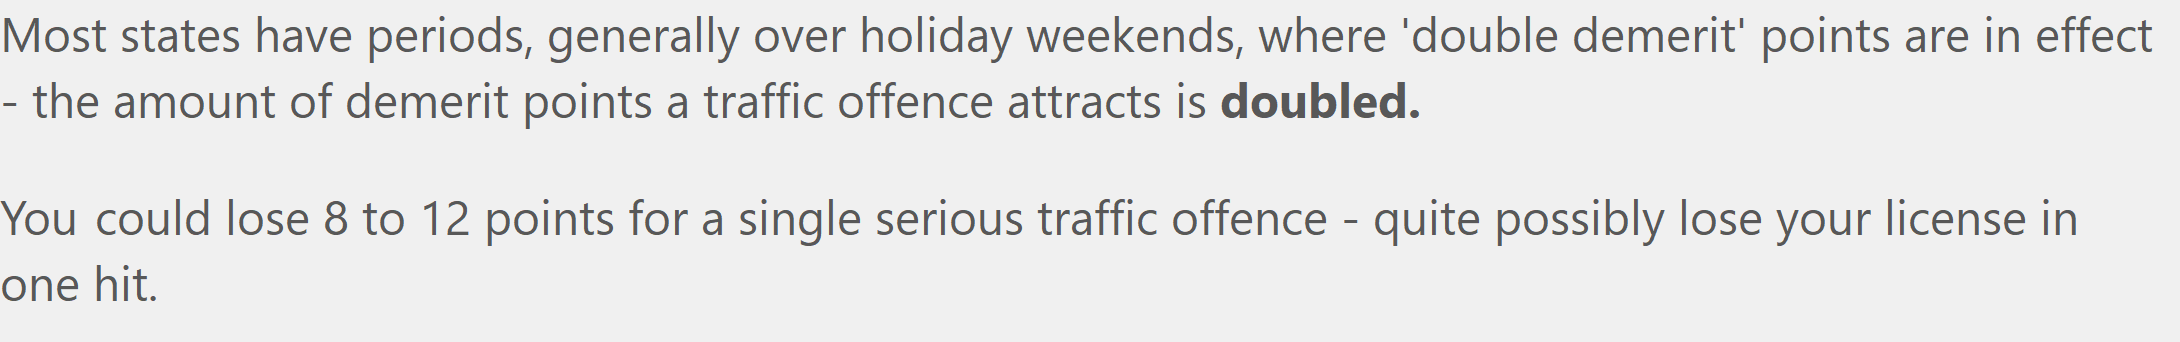 Most states have periods, generally over holiday weekends, where 'double demerit' points are in effect
- the amount of demerit points a traffic offence attracts is doubled.
You could lose 8 to 12 points for a single serious traffic offence - quite possibly lose your license in
one hit.